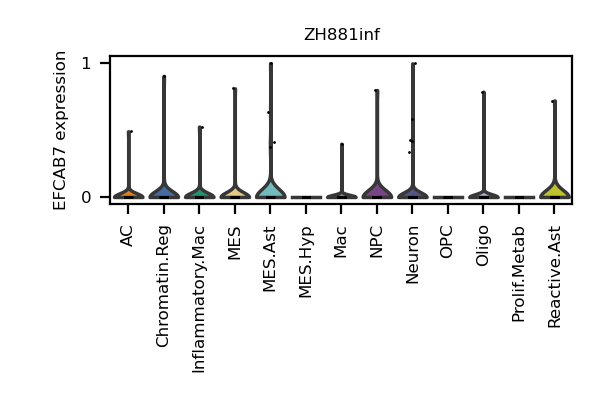 ZH881inf
EFCAB7 expression
1
0
AC
Chromatin.Reg
Inflammatory.Mac
MES
MES.Ast
MES.Hyp
Mac
NPC
Neuron
OPC
Oligo
Prolif.Metab
Reactive.Ast